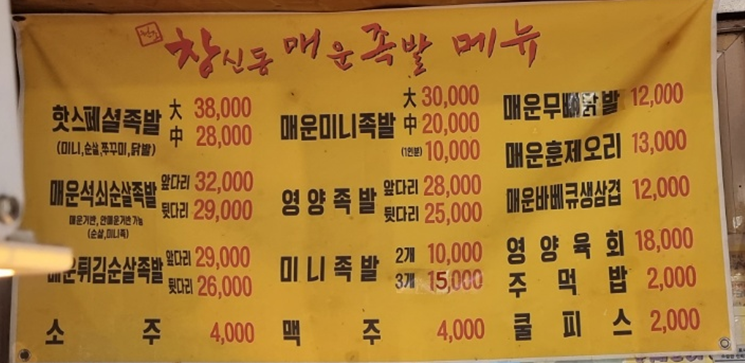 창신동 매운족발 메뉴
핫스페셜족발 大 38,000
中 28,000
(미니,순살,쭈꾸미,닭발)
매운석쇠순살족발 앞다리 32,000
뒷다리 29,000
매운거반, 안매운거반 가능
(순살,미니족)
매운튀김순살족발 앞다리 29,000
뒷다리 26,000
소주 4,000
매운미니족발 大 30,000
中 20,000
(1인분) 10,000
영양족발 앞다리 28,000
뒷다리 25,000
미니족발 2개 10,000
3개 15,000
맥주 4,000
매운무뼈닭발 12,000
매운훈제오리 13,000
매운바베큐생삼겹 12,000
영양육회 18,000
주먹밥 2,000
쿨피스 2,000